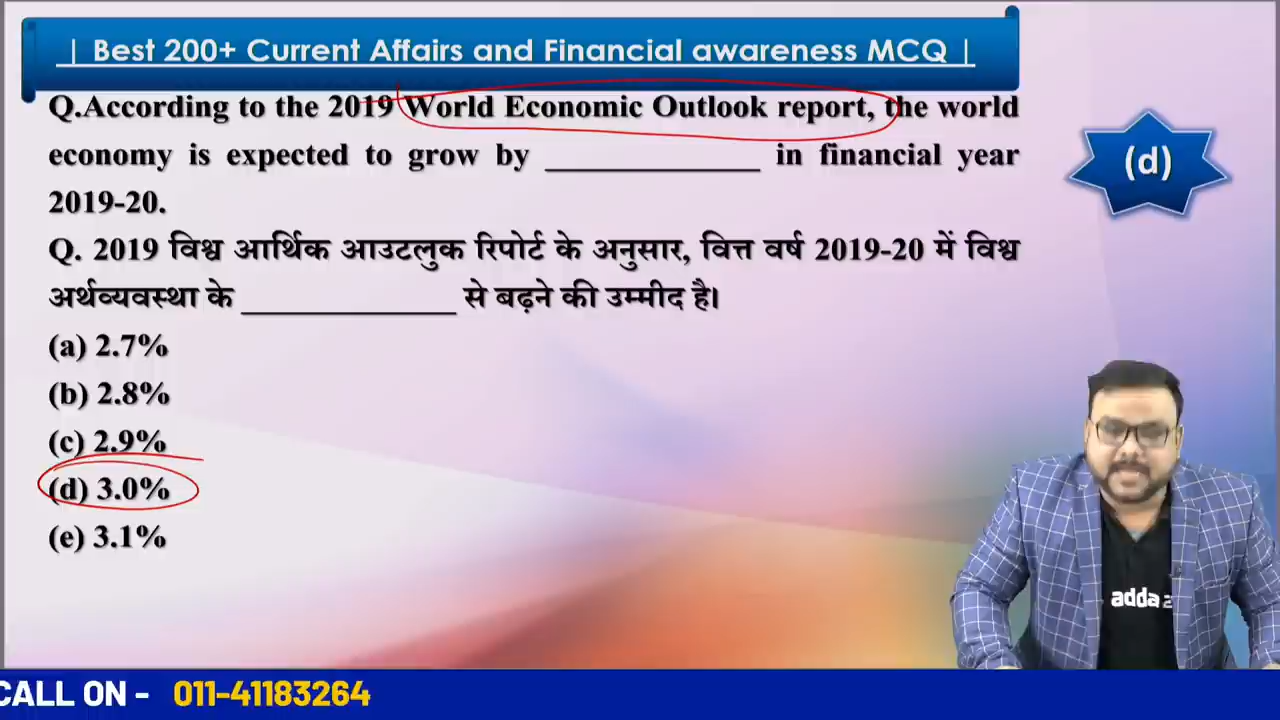 | Best 200+ Current Affairs and Financial awareness MCQ |
Q.According to the 2019 World Economic Outlook report, the world
economy is expected to grow by ____________ in financial year
2019-20.
(d)
Q. 2019 विश्व आर्थिक आउटलुक रिपोर्ट के अनुसार, वित्त वर्ष 2019-20 में विश्व
अर्थव्यवस्था के ____________ से बढ़ने की उम्मीद है।
(a) 2.7%
(b) 2.8%
(c) 2.9%
(d) 3.0%
(e) 3.1%
adda
CALL ON - 011-41183264